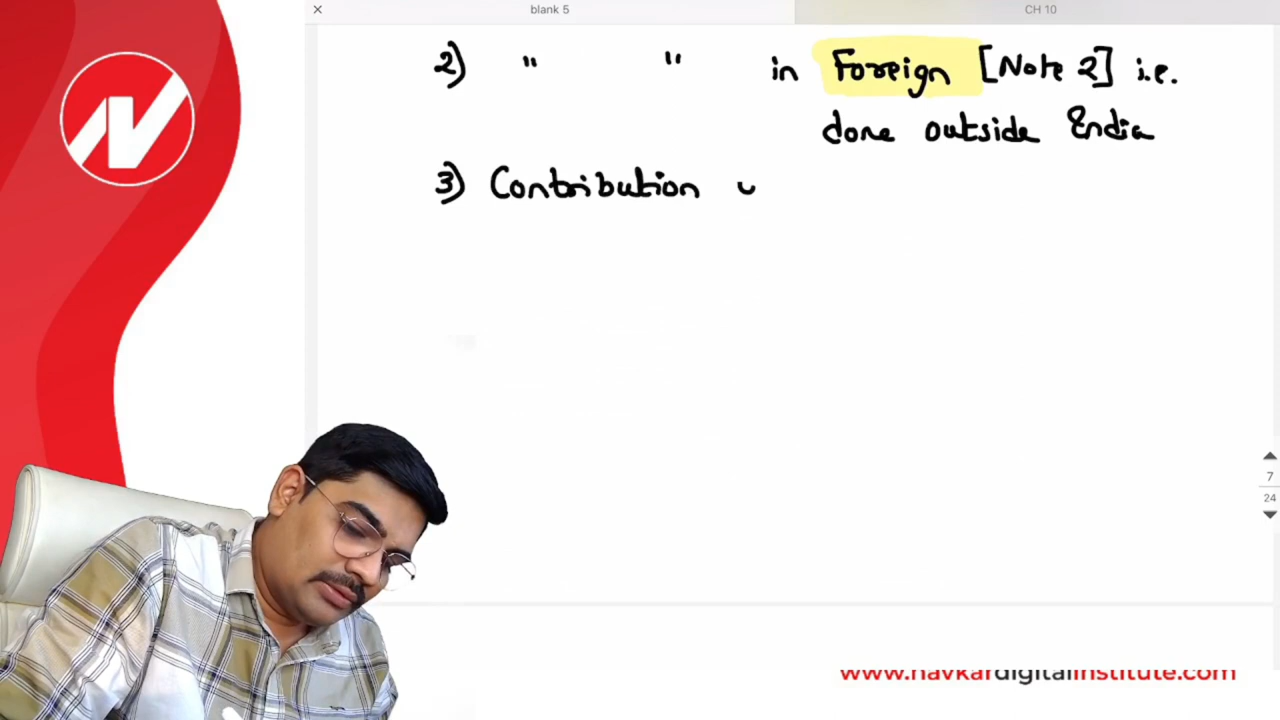 blank 5
CH 10
2) " " in Foreign [Note 2] i.e.
done outside India
3) Contribution
7
24
www.navkardigitalinstitute.com